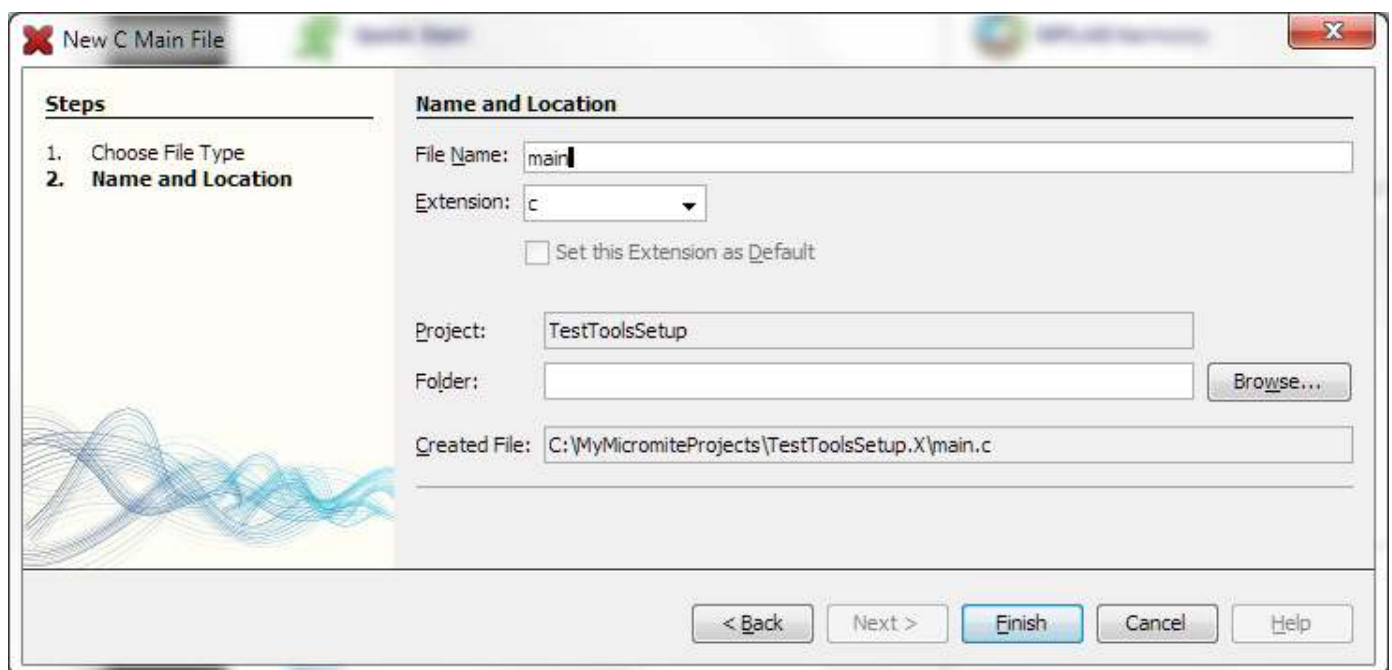 New C Main File
Steps
1. Choose File Type
2. Name and Location
Name and Location
File Name: main
Extension: c
Set this Extension as Default
Project: TestToolsSetup
Folder: Browse...
Created File: C:\MyMicromiteProjects\TestToolsSetup.X\main.c
< Back Next > Finish Cancel Help